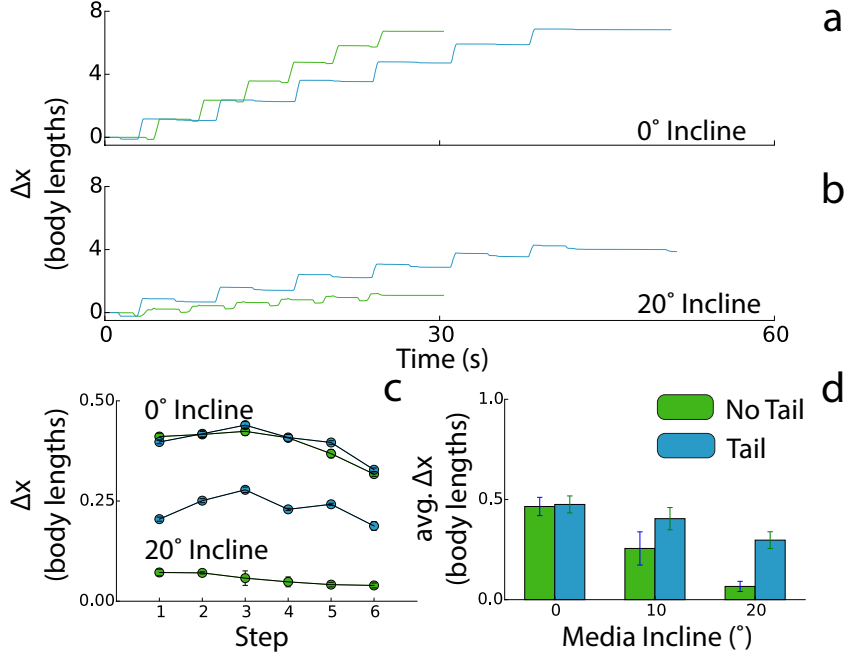 8
4
0
a
0° Incline
Δx
(body lengths)
8
4
0
b
20° Incline
0
30
60
Time (s)
c
0.50
0.25
0.00
0° Incline
20° Incline
Δx
(body lengths)
1 2 3 4 5 6
Step
d
No Tail
Tail
1.0
0.5
0.0
avg. Δx
(body lengths)
0 10 20
Media Incline (°)